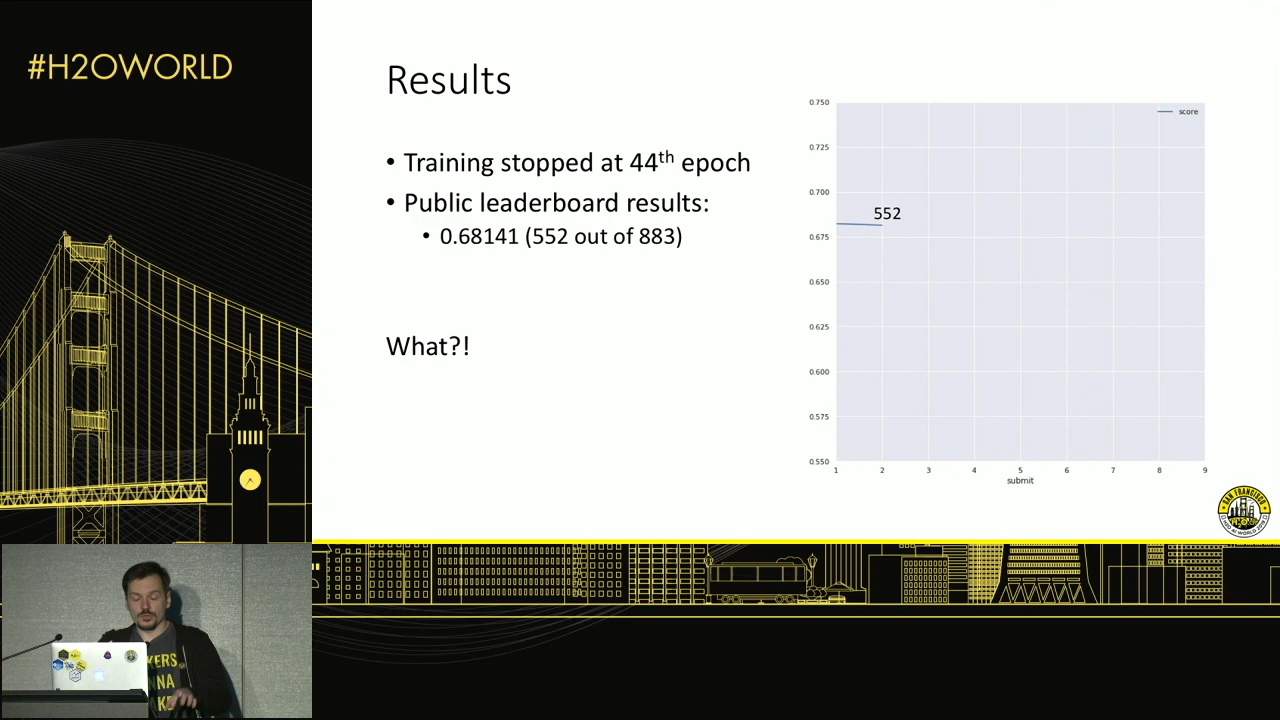 #H2OWORLD
Results
• Training stopped at 44th epoch
• Public leaderboard results:
• 0.68141 (552 out of 883)
What?!
0.750
0.725
0.700
0.675
0.650
0.625
0.600
0.575
0.550
score
552
1 2 3 4 5 6 7 8 9
submit
SAN FRANCISCO